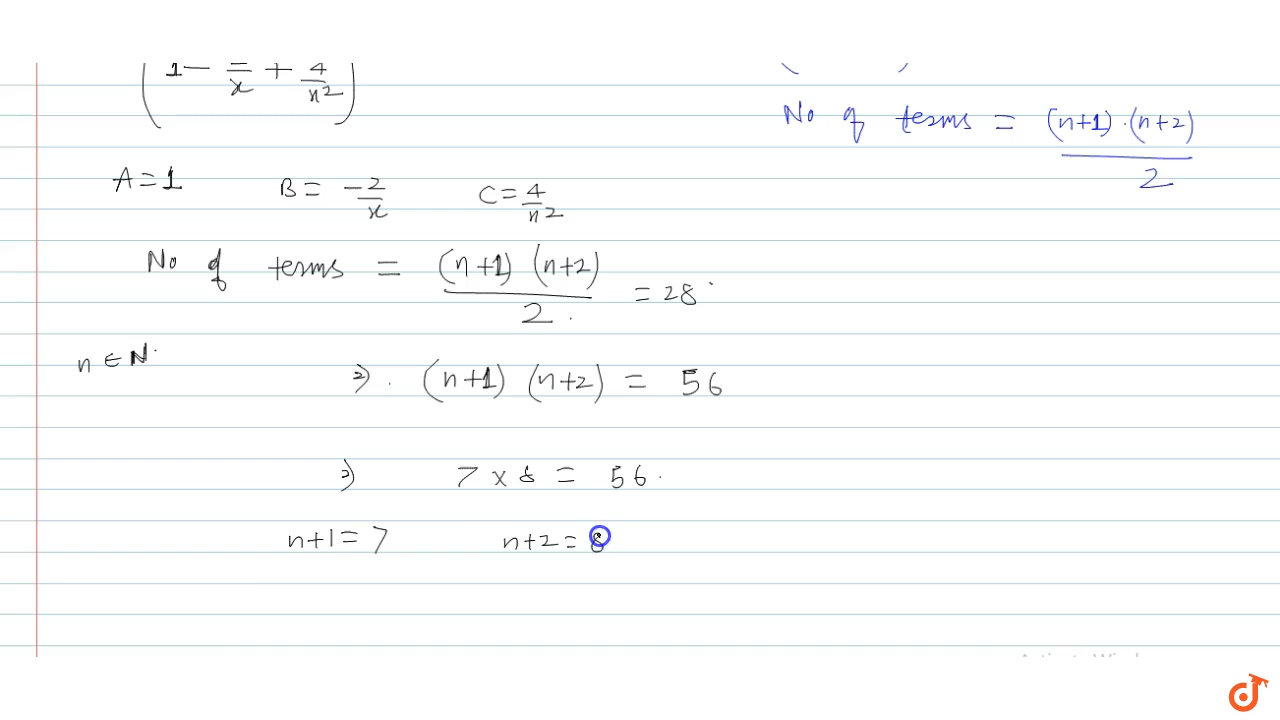 (1 − 2/x + 4/x2)
No of terms = (n+1).(n+2)/2
A=1 B= −2/x C=4/x2
No of terms = (n+1) (n+2)/2. = 28.
n ∈ N.
⇒). (n+1) (n+2) = 56
⇒) 7 x 8 = 56.
n+1= 7 n+2= 8